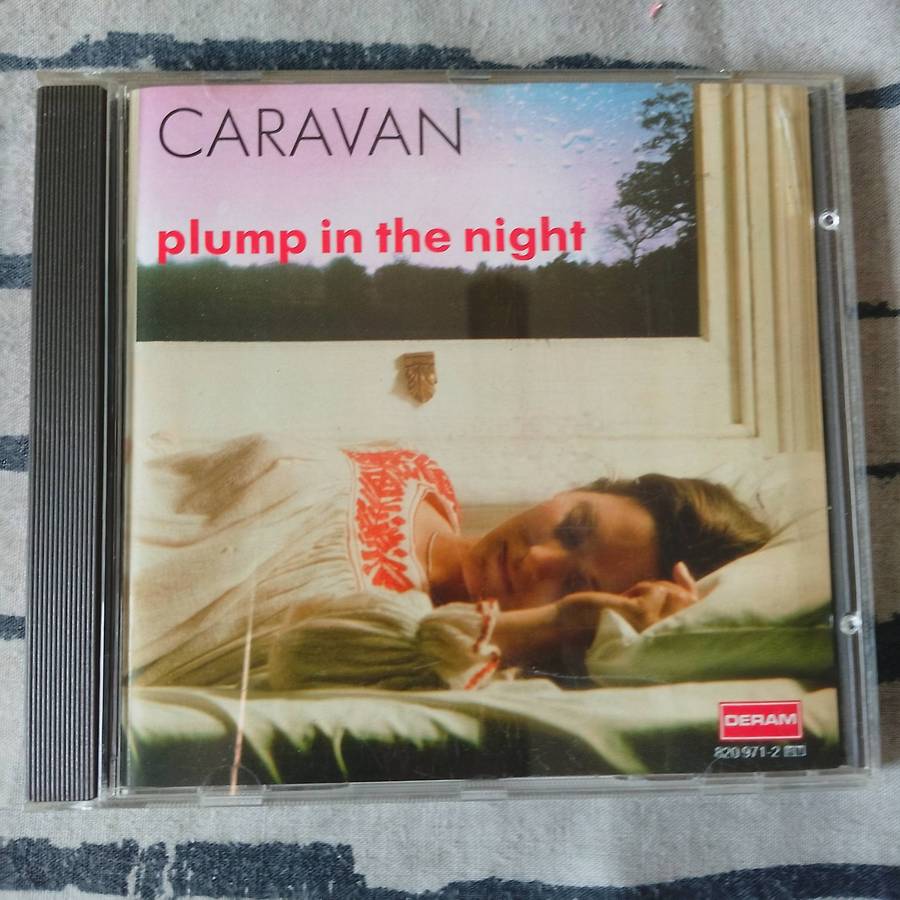 CARAVAN
plump in the night
DERAM
820 971-2